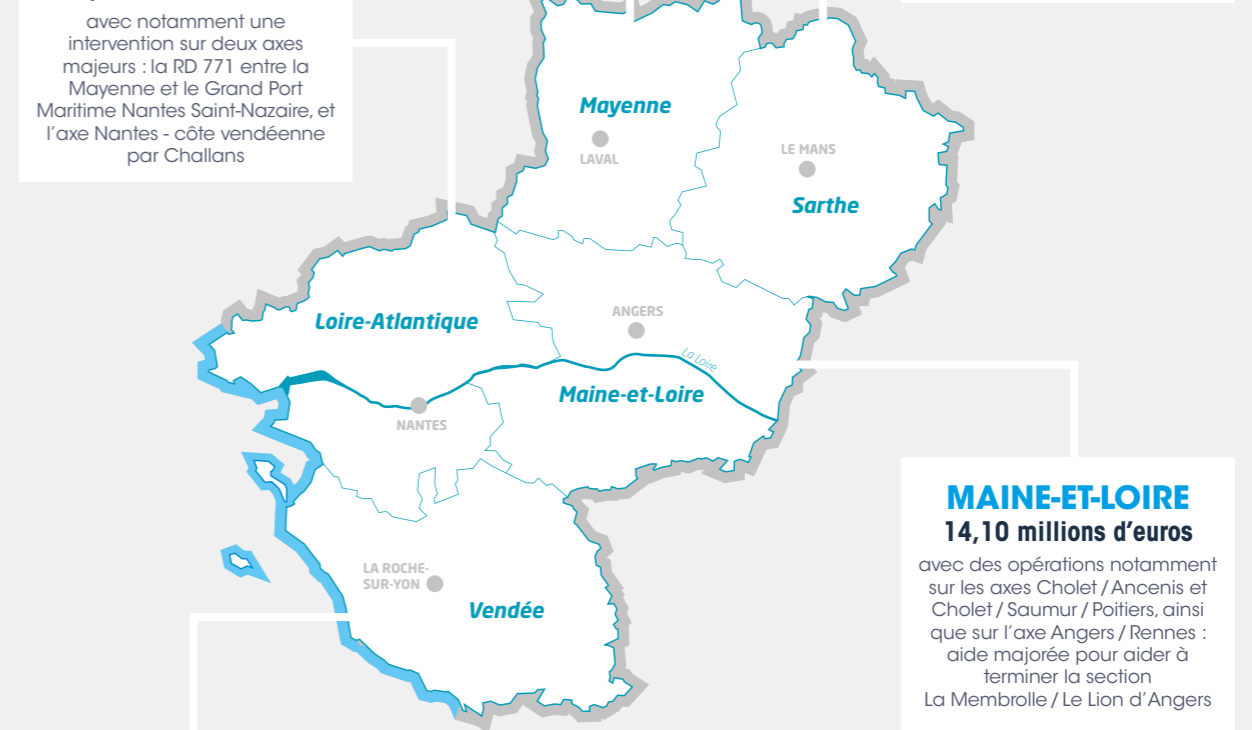 avec notamment une
intervention sur deux axes
majeurs : la RD 771 entre la
Mayenne et le Grand Port
Maritime Nantes Saint-Nazaire, et
l'axe Nantes - côte vendéenne
par Challans
Mayenne
LAVAL
LE MANS
Sarthe
Loire-Atlantique
ANGERS
La Loire
Maine-et-Loire
NANTES
LA ROCHE-
SUR-YON
Vendée
MAINE-ET-LOIRE
14,10 millions d'euros
avec des opérations notamment
sur les axes Cholet / Ancenis et
Cholet / Saumur / Poitiers, ainsi
que sur l'axe Angers / Rennes :
aide majorée pour aider à
terminer la section
La Membrolle / Le Lion d'Angers